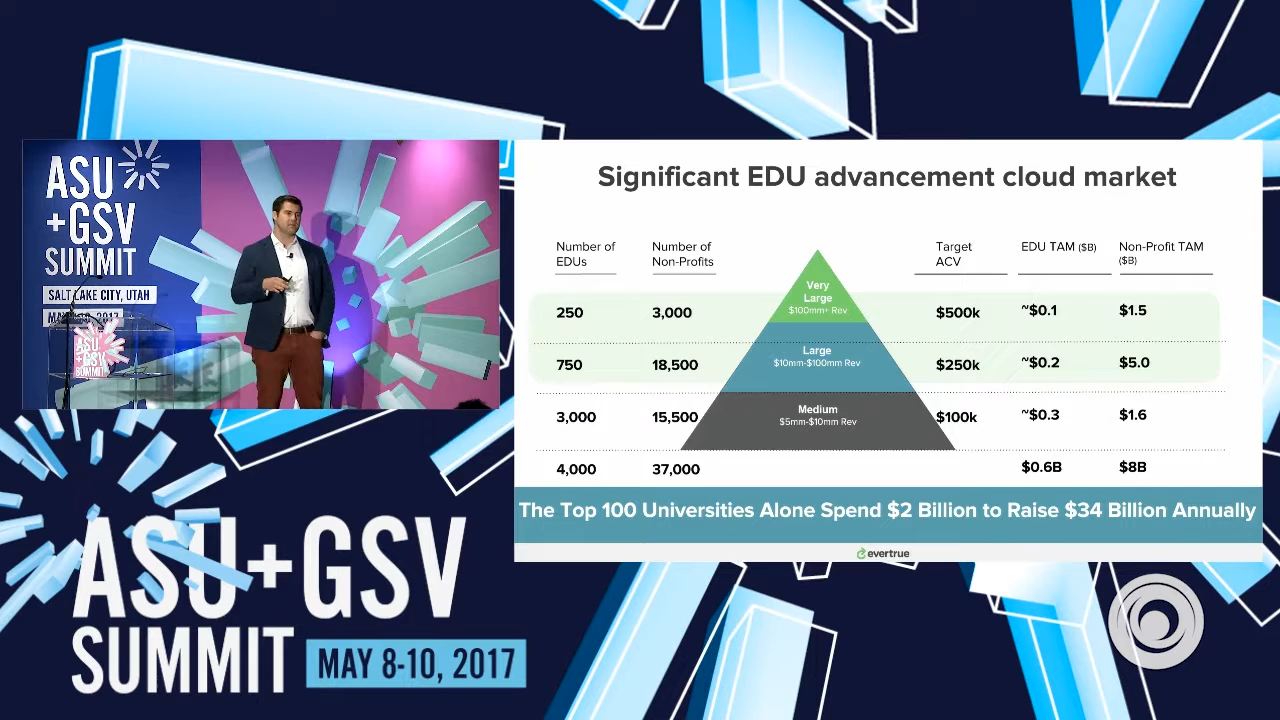 ASU
+GSV
SUMMIT
SALT LAKE CITY, UTAH
2017
ASU
+GSV
SUMMIT
Significant EDU advancement cloud market
Number of EDUs
Number of Non-Profits
Target ACV
EDU TAM ($B)
Non-Profit TAM ($B)
250 3,000 Very Large $100mm+ Rev $500k ~$0.1 $1.5
750 18,500 Large $10mm-$100mm Rev $250k ~$0.2 $5.0
3,000 15,500 Medium $5mm-$10mm Rev $100k ~$0.3 $1.6
4,000 37,000 $0.6B $8B
The Top 100 Universities Alone Spend $2 Billion to Raise $34 Billion Annually
evertrue
ASU+GSV
SUMMIT MAY 8-10, 2017